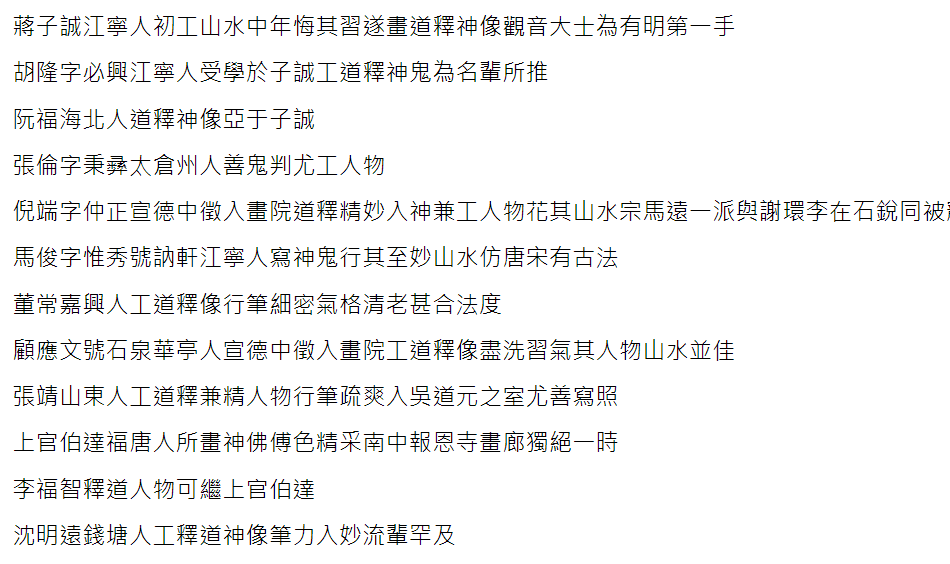 蔣子誠江寧人初工山水中年悔其習遂畫道釋神像觀音大士為有明第一手
胡隆字必興江寧人受學於子誠工道釋神鬼為名輩所推
阮福海北人道釋神像亞于子誠
張倫字秉彞太倉州人善鬼判尤工人物
倪端字仲正宣德中徵入畫院道釋精妙入神兼工人物花其山水宗馬遠一派與謝環李在石銳同被
馬俊字惟秀號訥軒江寧人寫神鬼行其至妙山水仿唐宋有古法
董常嘉興人工道釋像行筆細密氣格清老甚合法度
顧應文號石泉華亭人宣德中徵入畫院工道釋像盡洗習氣其人物山水並佳
張靖山東人工道釋兼精人物行筆疏爽入吳道元之室尤善寫照
上官伯達福唐人所畫神佛傅色精采南中報恩寺畫廊獨絕一時
李福智釋道人物可繼上官伯達
沈明遠錢塘人工釋道神像筆力入妙流輩罕及